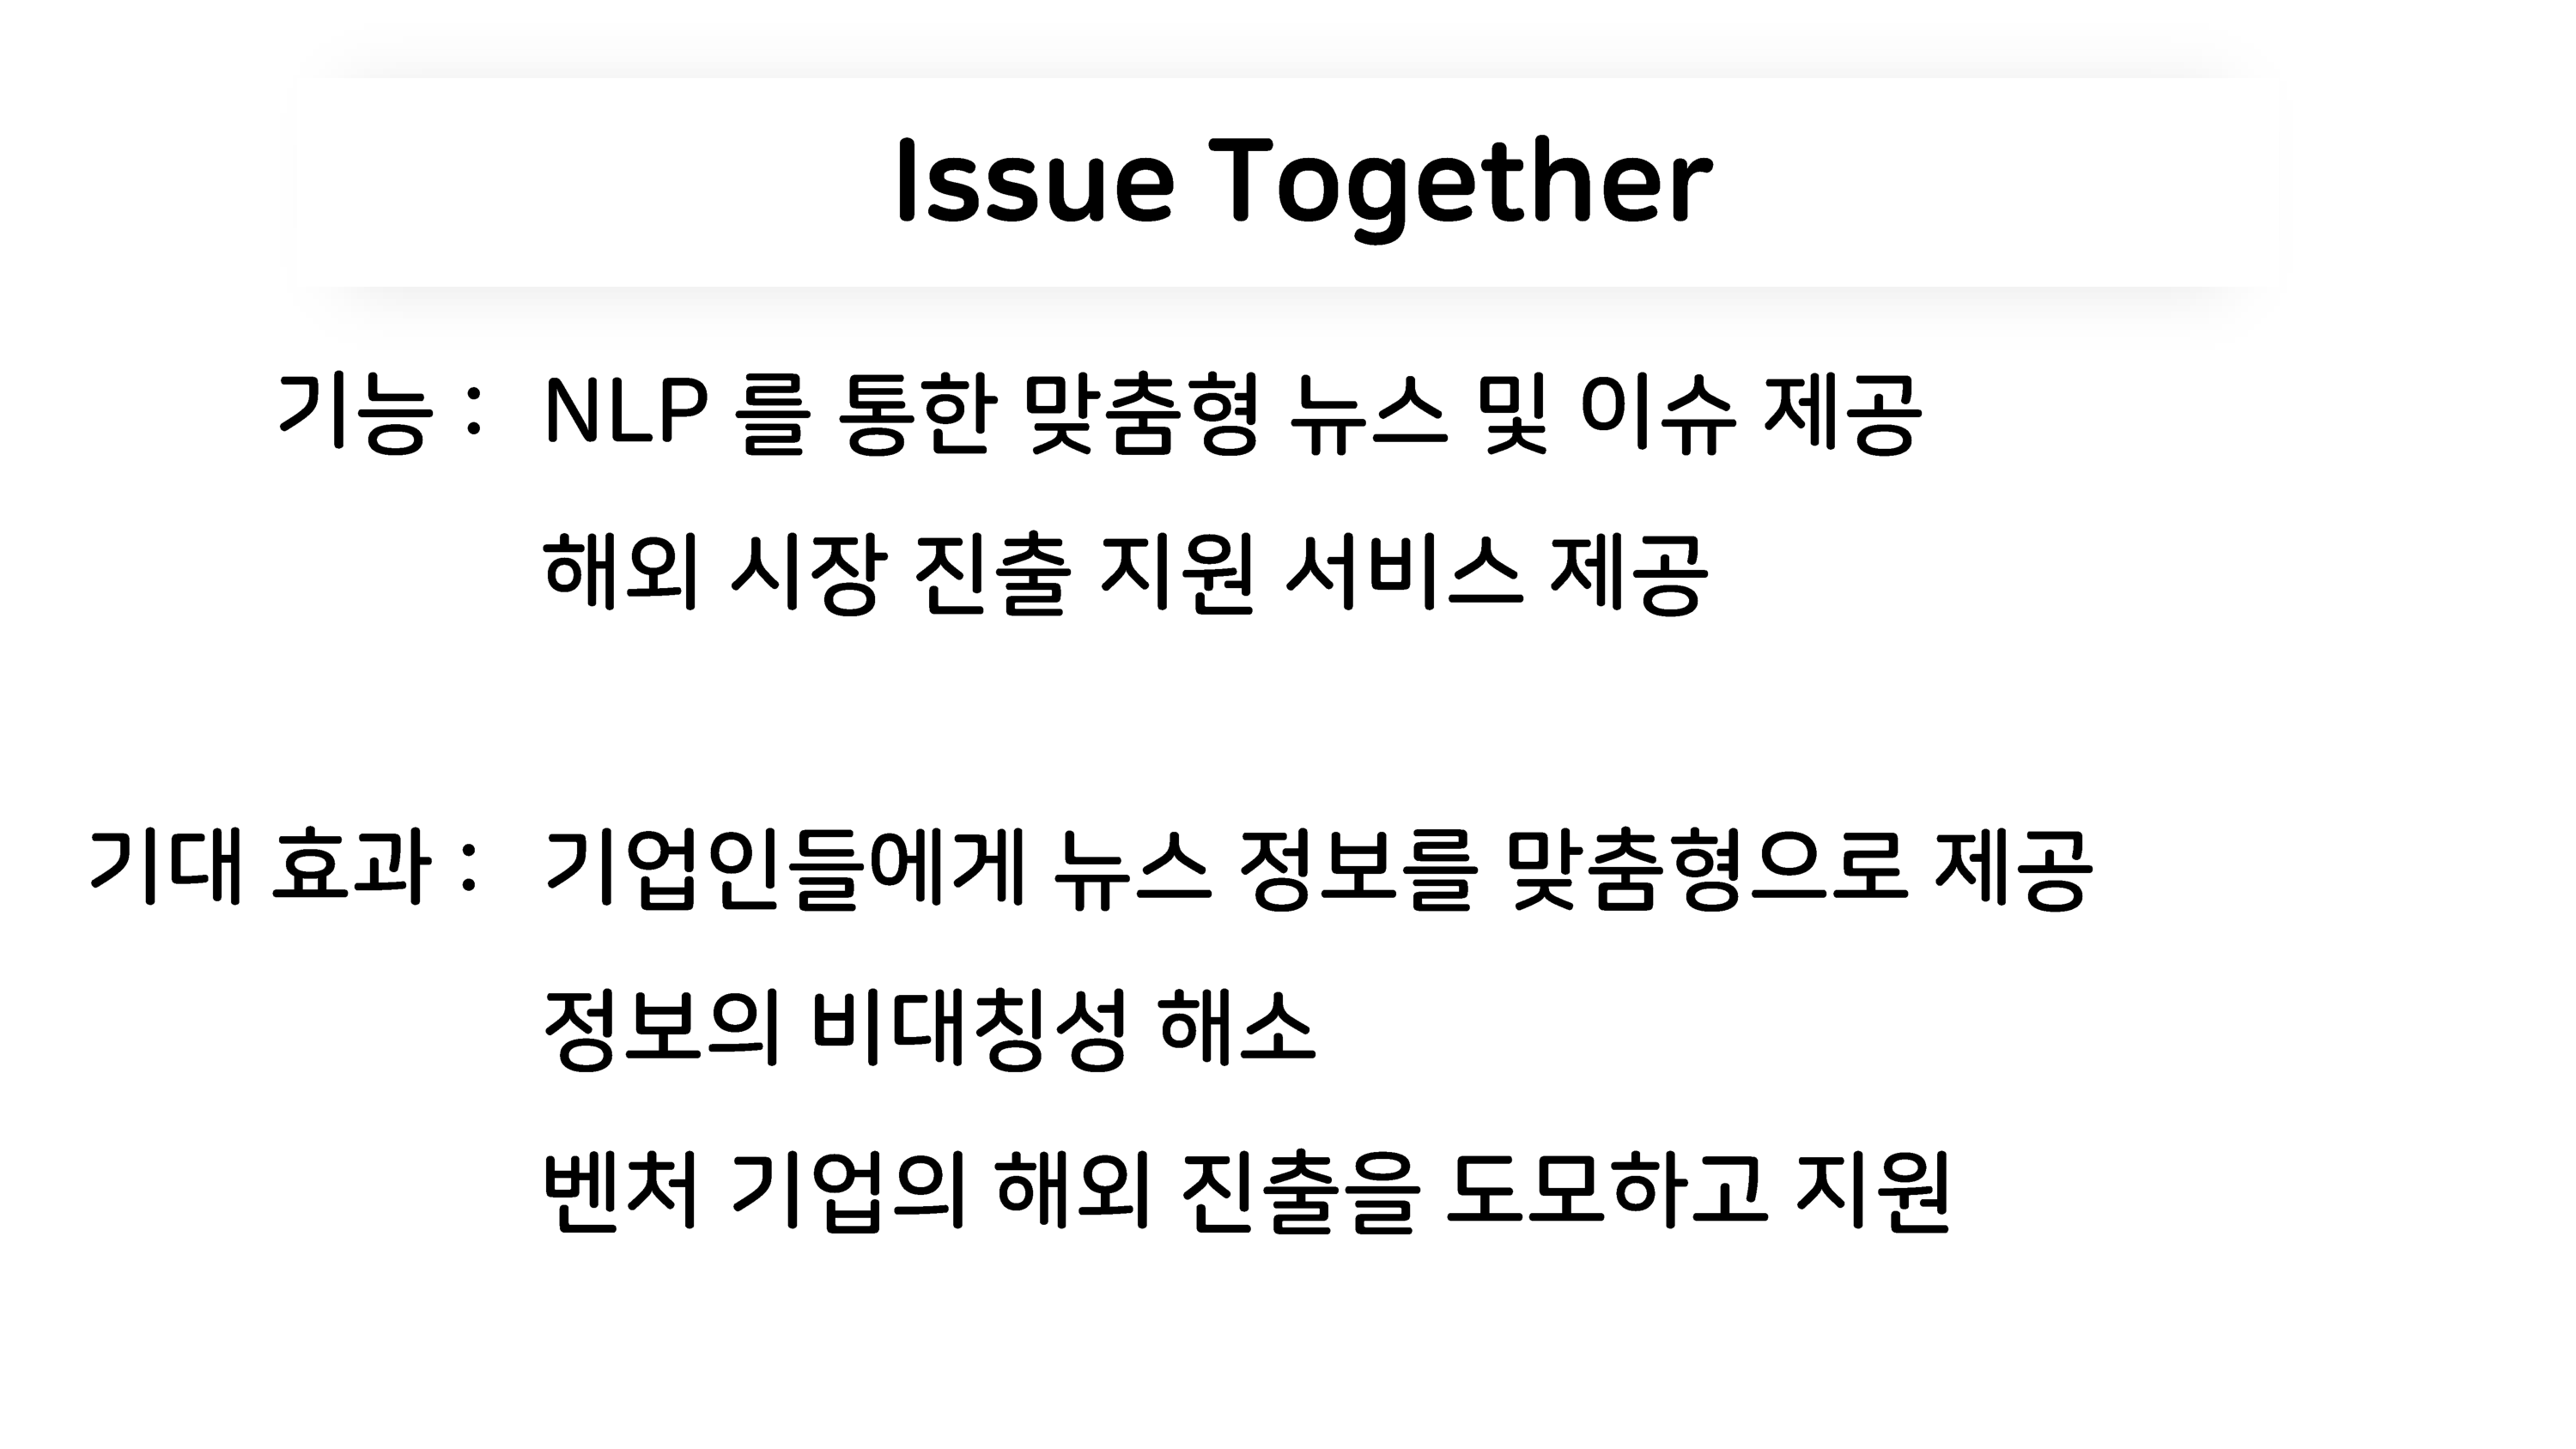 Issue Together
기능 : NLP 를 통한 맞춤형 뉴스 및 이슈 제공
해외 시장 진출 지원 서비스 제공
기대 효과 : 기업인들에게 뉴스 정보를 맞춤형으로 제공
정보의 비대칭성 해소
벤처 기업의 해외 진출을 도모하고 지원